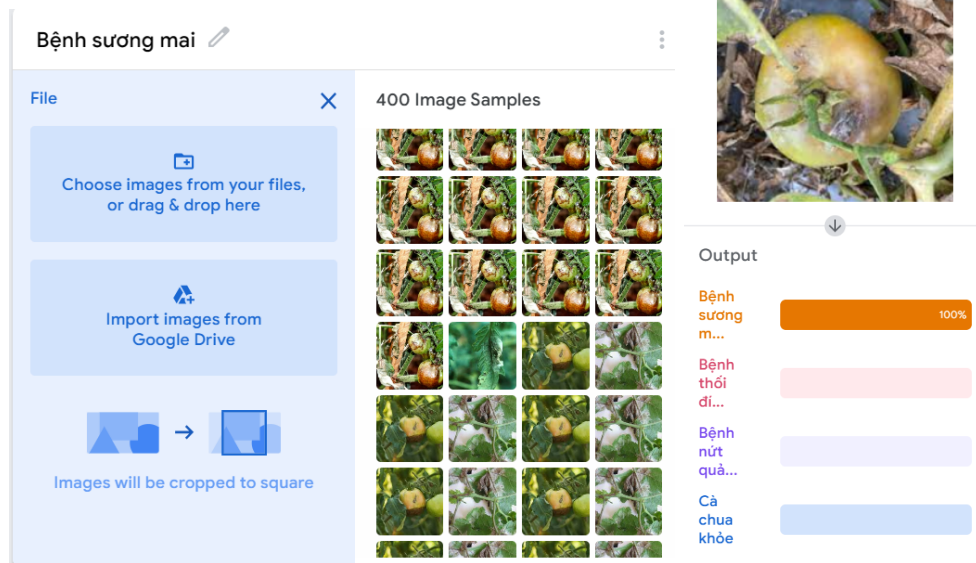 Bệnh sương mai
File
Choose images from your files,
or drag & drop here
Import images from
Google Drive
Images will be cropped to square
400 Image Samples
Output
Bệnh
sương
m...
100%
Bệnh
thối
đí...
Bệnh
nứt
quả...
Cà
chua
khỏe